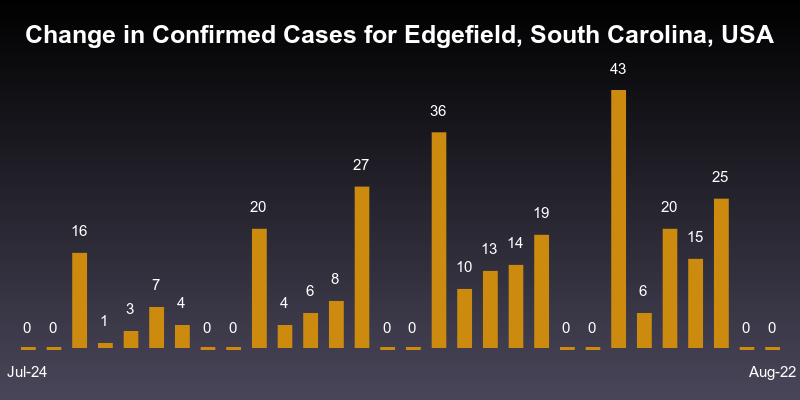 Change in Confirmed Cases for Edgefield, South Carolina, USA
0 0 16 1 3 7 4 0 0 20 4 6 8 27 0 0 36 10 13 14 19 0 0 43 6 20 15 25 0 0
Jul-24 Aug-22